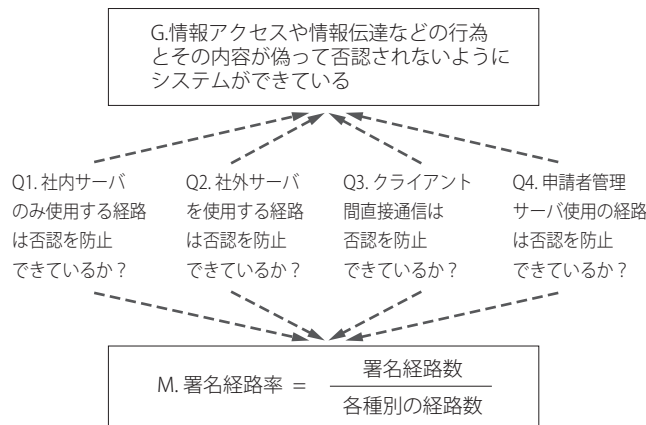 G.情報アクセスや情報伝達などの行為
とその内容が偽って否認されないように
システムができている
Q1. 社内サーバ
のみ使用する経路
は否認を防止
できているか？
Q2. 社外サーバ
を使用する経路
は否認を防止
できているか？
Q3. クライアント
間直接通信は
否認を防止
できているか？
Q4. 申請者管理
サーバ使用の経路
は否認を防止
できているか？
M. 署名経路率 =
署名経路数
各種別の経路数